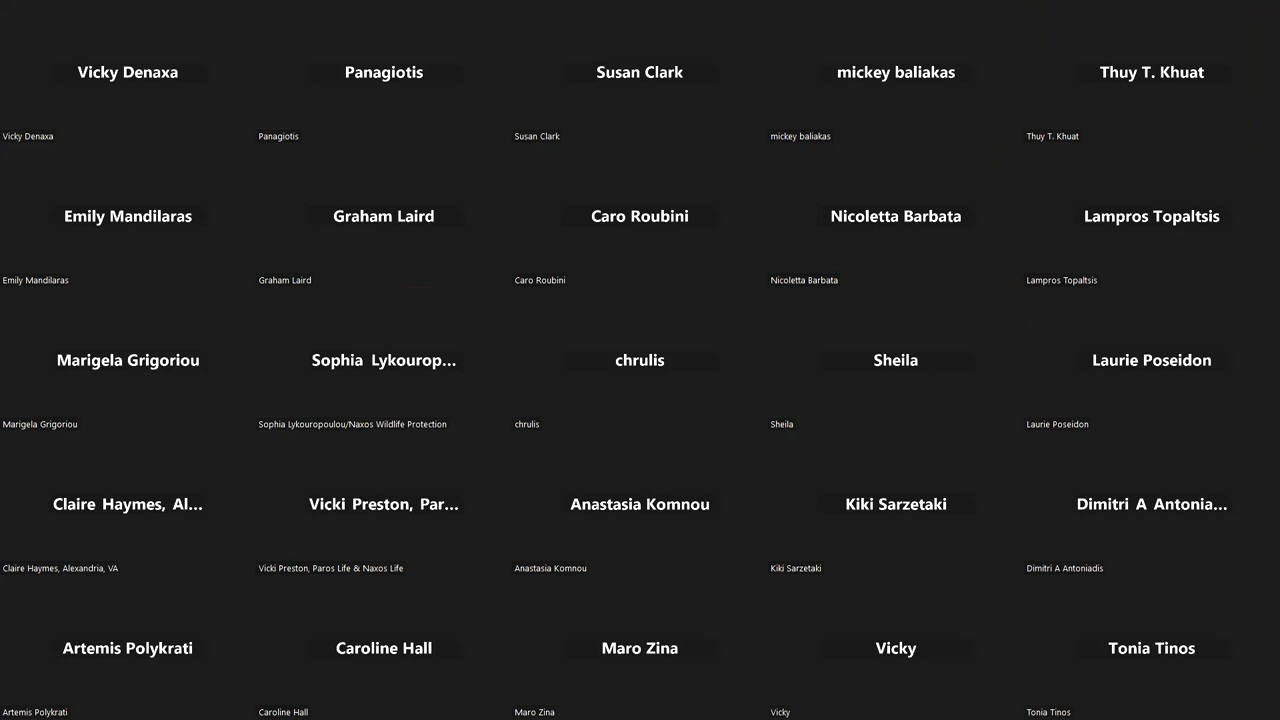 Vicky Denaxa
Panagiotis
Susan Clark
mickey baliakas
Thuy T. Khuat
Vicky Denaxa
Panagiotis
Susan Clark
mickey baliakas
Thuy T. Khuat
Emily Mandilaras
Graham Laird
Caro Roubini
Nicoletta Barbata
Lampros Topaltsis
Emily Mandilaras
Graham Laird
Caro Roubini
Nicoletta Barbata
Lampros Topaltsis
Marigela Grigoriou
Sophia Lykourop...
chrulis
Sheila
Laurie Poseidon
Marigela Grigoriou
Sophia Lykouropoulou/Naxos Wildlife Protection
chrulis
Sheila
Laurie Poseidon
Claire Haymes, Al...
Vicki Preston, Par...
Anastasia Komnou
Kiki Sarzetaki
Dimitri A Antonia...
Claire Haymes, Alexandria, VA
Vicki Preston, Paros Life & Naxos Life
Anastasia Komnou
Kiki Sarzetaki
Dimitri A Antoniadis
Artemis Polykrati
Caroline Hall
Maro Zina
Vicky
Tonia Tinos
Artemis Polykrati
Caroline Hall
Maro Zina
Vicky
Tonia Tinos